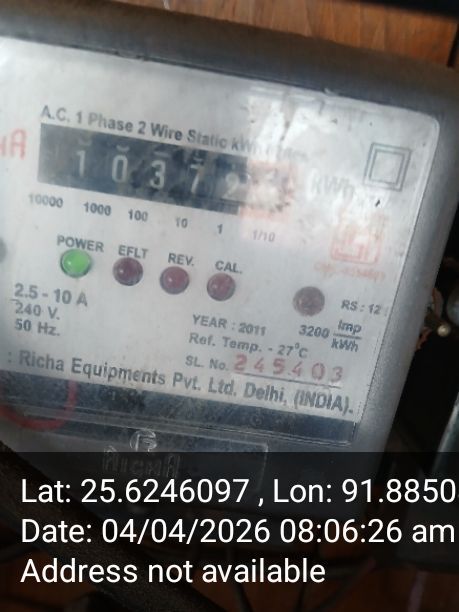 A.C. 1 Phase 2 Wire Static kWh
1 0 3 7 9
kWh
10000 1000 100 10 1 1/10
POWER EFLT REV. CAL.
2.5 - 10 A
240 V.
50 Hz.
RS : 12
YEAR : 2011
3200 Imp/kWh
Ref. Temp. - 27°C
SL. No. 245403
: Richa Equipments Pvt. Ltd. Delhi, (INDIA).
RICHA
Lat: 25.6246097 , Lon: 91.8850
Date: 04/04/2026 08:06:26 am
Address not available